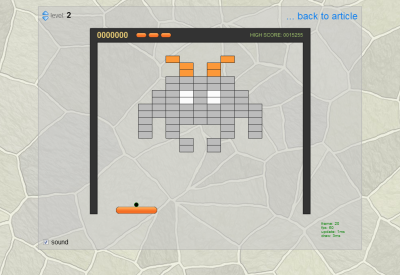 level: 2
... back to article
0000000
HIGH SCORE: 0015255
sound